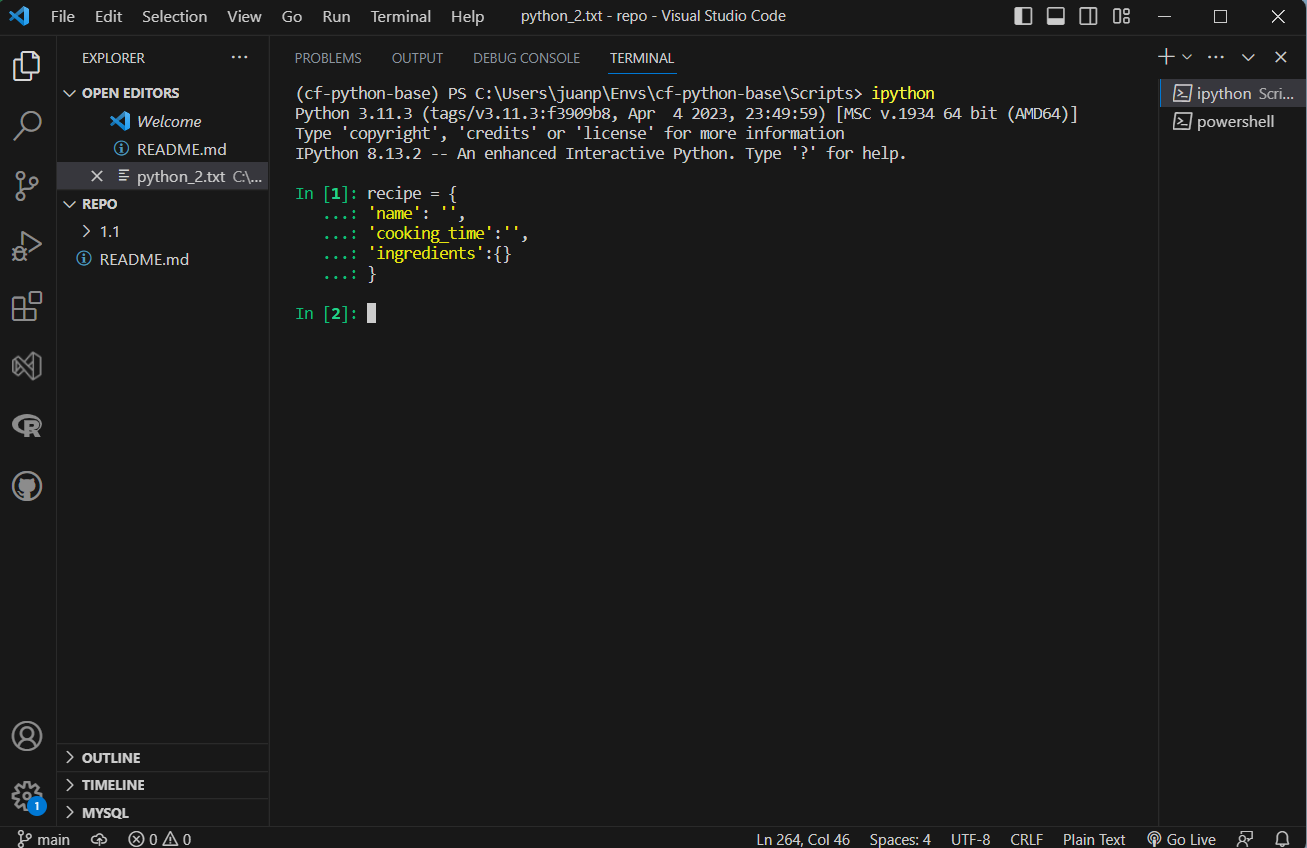 File Edit Selection View Go Run Terminal Help python_2.txt - repo - Visual Studio Code
EXPLORER ...
OPEN EDITORS
Welcome
README.md
python_2.txt C:\...
REPO
1.1
README.md
OUTLINE
TIMELINE
MYSQL
1
PROBLEMS OUTPUT DEBUG CONSOLE TERMINAL
(cf-python-base) PS C:\Users\juanp\Envs\cf-python-base\Scripts> ipython
Python 3.11.3 (tags/v3.11.3:f3909b8, Apr  4 2023, 23:49:59) [MSC v.1934 64 bit (AMD64)]
Type 'copyright', 'credits' or 'license' for more information
IPython 8.13.2 -- An enhanced Interactive Python. Type '?' for help.
In [1]: recipe = {
...: 'name': '',
...: 'cooking_time':'',
...: 'ingredients':{}
...: }
In [2]:
ipython Scri...
powershell
main 0 0 Ln 264, Col 46 Spaces: 4 UTF-8 CRLF Plain Text Go Live